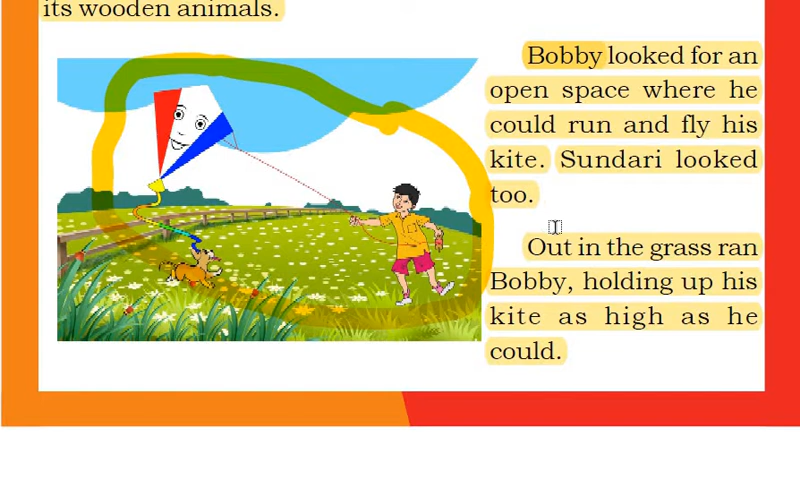 its wooden animals.
Bobby looked for an
open space where he
could run and fly his
kite. Sundari looked
too.
Out in the grass ran
Bobby, holding up his
kite as high as he
could.